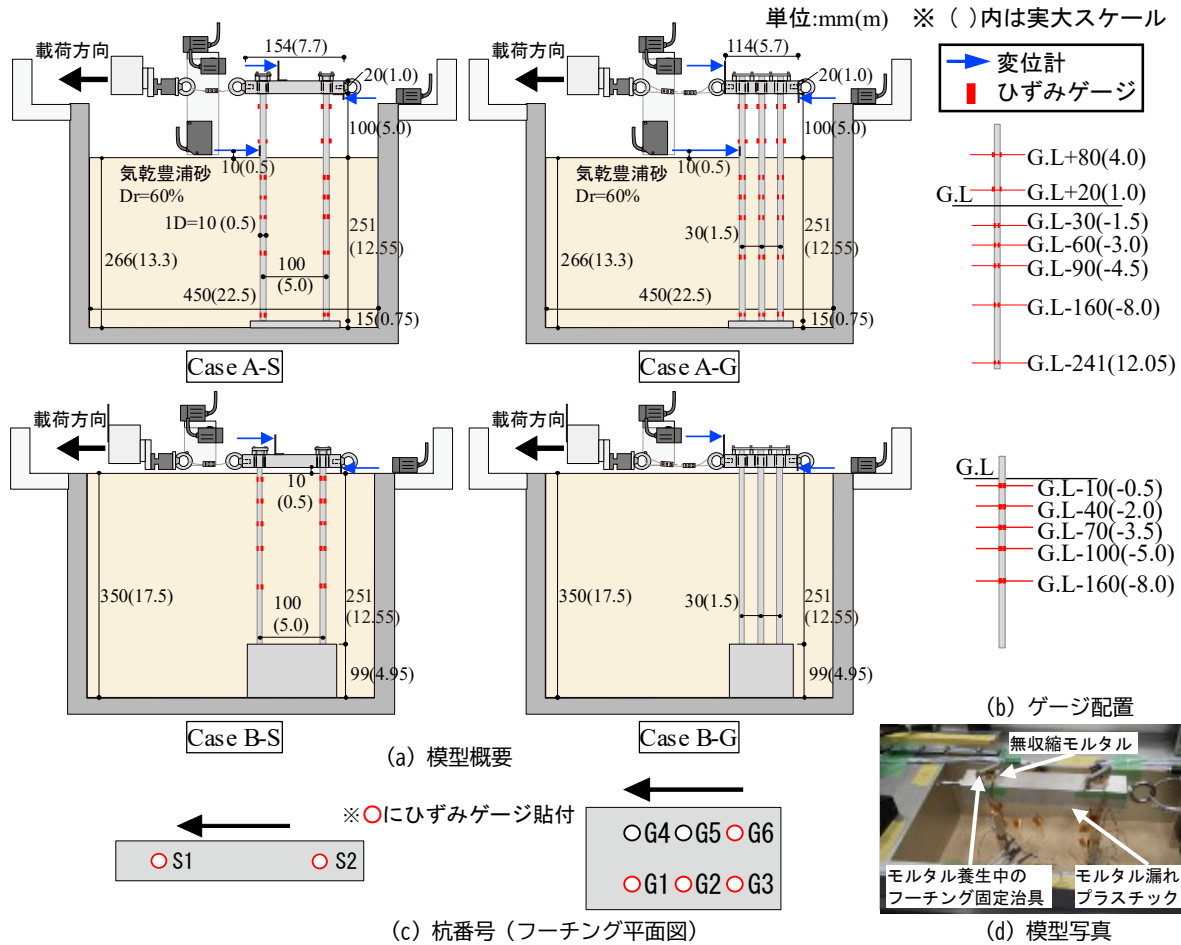 単位:mm(m) ※（ ）内は実大スケール
変位計
ひずみゲージ
載荷方向
154(7.7)
20(1.0)
100(5.0)
10(0.5)
気乾豊浦砂
Dr=60%
1D=10 (0.5)
251
(12.55)
266(13.3)
100
(5.0)
450(22.5)
15(0.75)
Case A-S
載荷方向
114(5.7)
20(1.0)
100(5.0)
10(0.5)
気乾豊浦砂
Dr=60%
30(1.5)
251
(12.55)
266(13.3)
450(22.5)
15(0.75)
Case A-G
G.L+80(4.0)
G.L
G.L+20(1.0)
G.L-30(-1.5)
G.L-60(-3.0)
G.L-90(-4.5)
G.L-160(-8.0)
G.L-241(12.05)
載荷方向
10
(0.5)
350(17.5)
100
(5.0)
251
(12.55)
99(4.95)
Case B-S
載荷方向
350(17.5)
30(1.5)
251
(12.55)
99(4.95)
Case B-G
G.L
G.L-10(-0.5)
G.L-40(-2.0)
G.L-70(-3.5)
G.L-100(-5.0)
G.L-160(-8.0)
(a) 模型概要
(b) ゲージ配置
※○にひずみゲージ貼付
S1
S2
G4
G5
G6
G1
G2
G3
(c) 杭番号（フーチング平面図）
無収縮モルタル
モルタル養生中の
フーチング固定治具
モルタル漏れ
プラスチック
(d) 模型写真